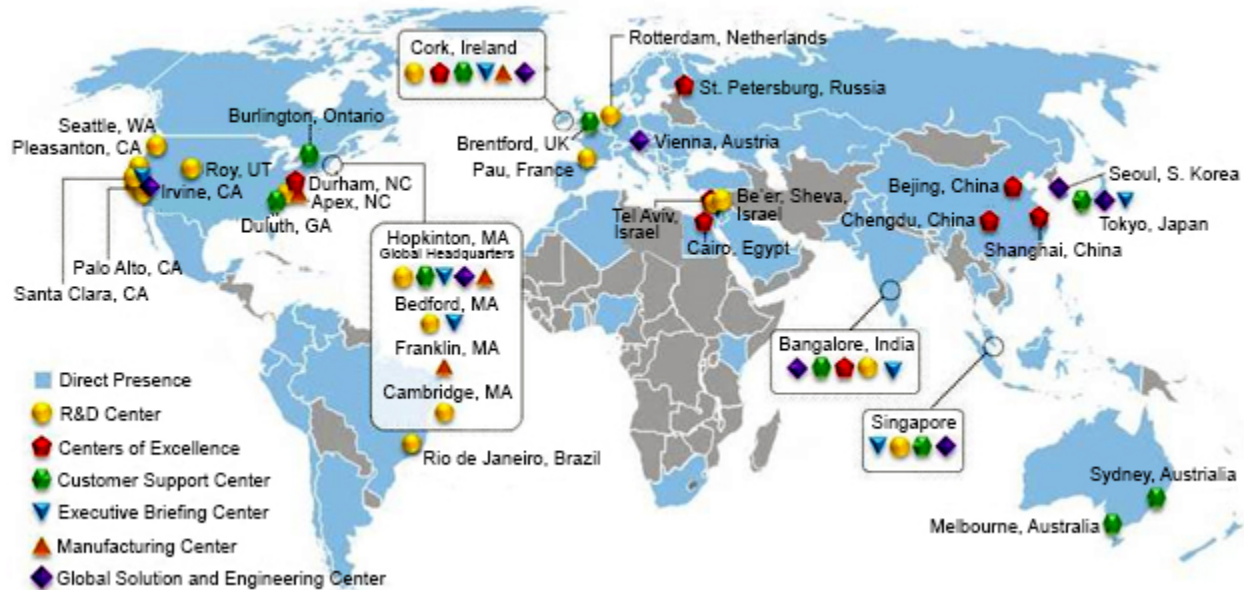 Cork, Ireland
Rotterdam, Netherlands
St. Petersburg, Russia
Burlington, Ontario
Seattle, WA
Pleasanton, CA
Brentford, UK
Vienna, Austria
Pau, France
Roy, UT
Irvine, CA
Durham, NC
Apex, NC
Duluth, GA
Tel Aviv,
Israel
Be'er, Sheva,
Israel
Cairo, Egypt
Bejing, China
Seoul, S. Korea
Chengdu, China
Tokyo, Japan
Shanghai, China
Palo Alto, CA
Santa Clara, CA
Hopkinton, MA
Global Headquarters
Bedford, MA
Franklin, MA
Cambridge, MA
Bangalore, India
Singapore
Rio de Janeiro, Brazil
Sydney, Austrialia
Melbourne, Australia
Direct Presence
R&D Center
Centers of Excellence
Customer Support Center
Executive Briefing Center
Manufacturing Center
Global Solution and Engineering Center